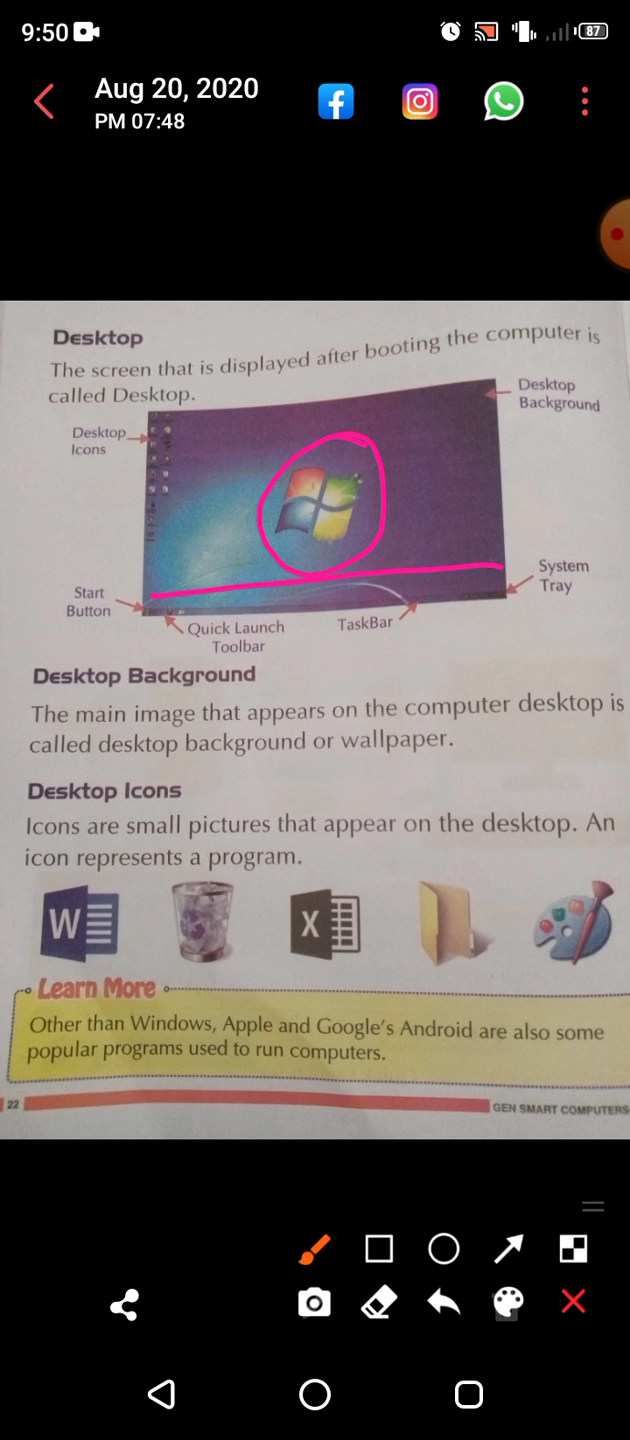 9:50
87
Aug 20, 2020
PM 07:48
Desktop
The screen that is displayed after booting the computer is
called Desktop.
Desktop
Background
Desktop
Icons
System
Tray
Start
Button
Quick Launch
Toolbar
TaskBar
Desktop Background
The main image that appears on the computer desktop is
called desktop background or wallpaper.
Desktop Icons
Icons are small pictures that appear on the desktop. An
icon represents a program.
W
X
Learn More
Other than Windows, Apple and Google's Android are also some
popular programs used to run computers.
22
GEN SMART COMPUTERS